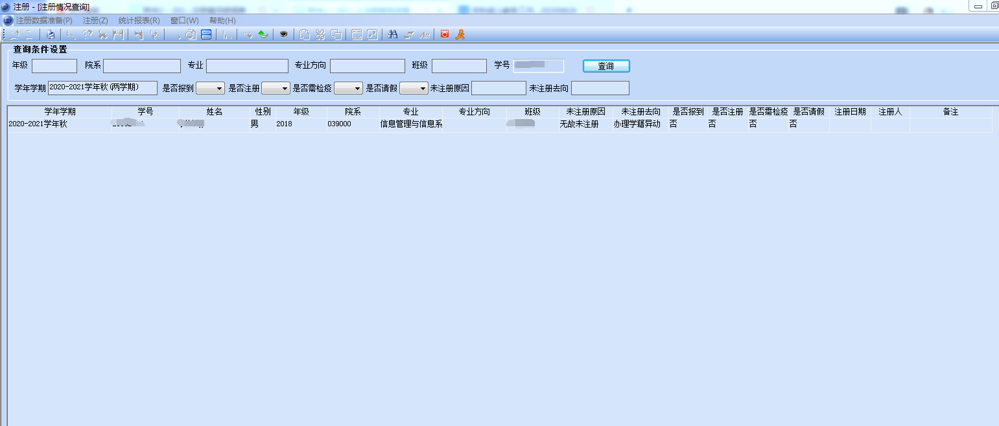 注册 - [注册情况查询]
注册数据准备(P) 注册(Z) 统计报表(R) 窗口(W) 帮助(H)
查询条件设置
年级 院系 专业 专业方向 班级 学号 查询
学年学期 2020-2021学年秋(两学期) 是否报到 是否注册 是否需检疫 是否请假 未注册原因 未注册去向
学年学期 学号 姓名 性别 年级 院系 专业 专业方向 班级 未注册原因 未注册去向 是否报到 是否注册 是否需检疫 是否请假 注册日期 注册人 备注
2020-2021学年秋 男 2018 039000 信息管理与信息系 无故未注册 办理学籍异动 否 否 否 否